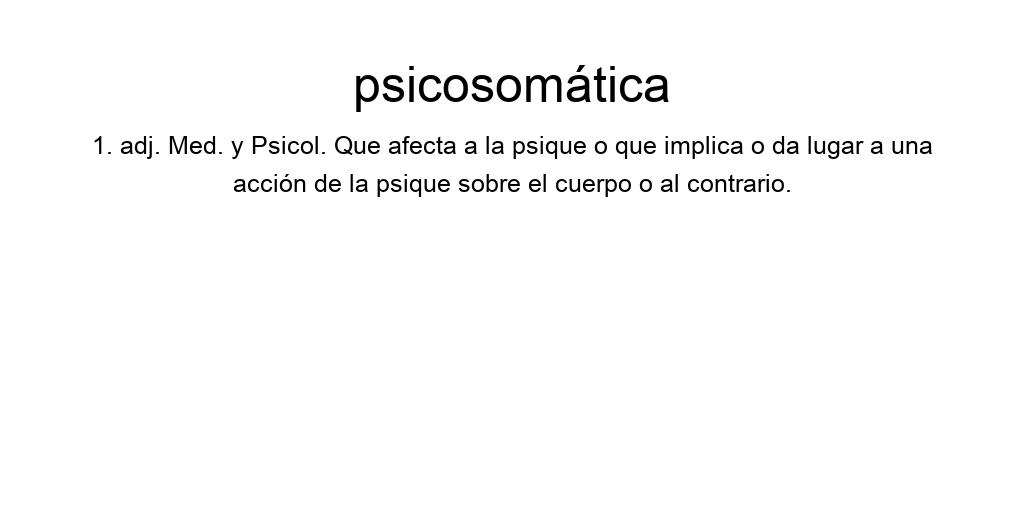 psicosomática
1. adj. Med. y Psicol. Que afecta a la psique o que implica o da lugar a una
acción de la psique sobre el cuerpo o al contrario.